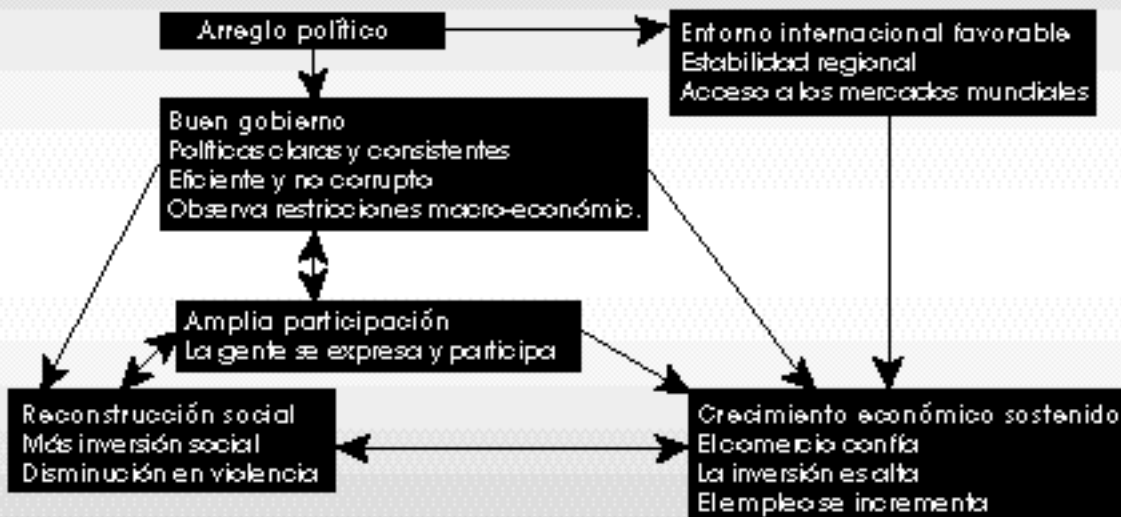 Arreglo político
Entorno internacional favorable
Estabilidad regional
Acceso a los mercados mundiales
Buen gobierno
Políticas claras y consistentes
Eficiente y no corrupto
Observa restricciones macro-económic.
Amplia participación
La gente se expresa y participa
Reconstrucción social
Más inversión social
Disminución en violencia
Crecimiento económico sostenido
El comercio confía
La inversión es alta
El empleo se incrementa